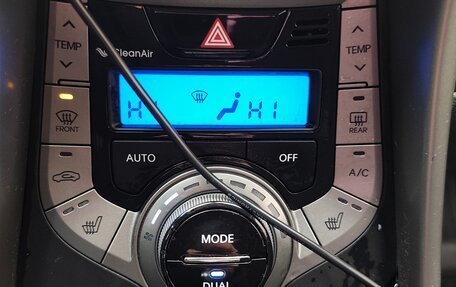 TEMP
CleanAir
TEMP
HI
HI
FRONT
REAR
AUTO
OFF
A/C
MODE
DUAL